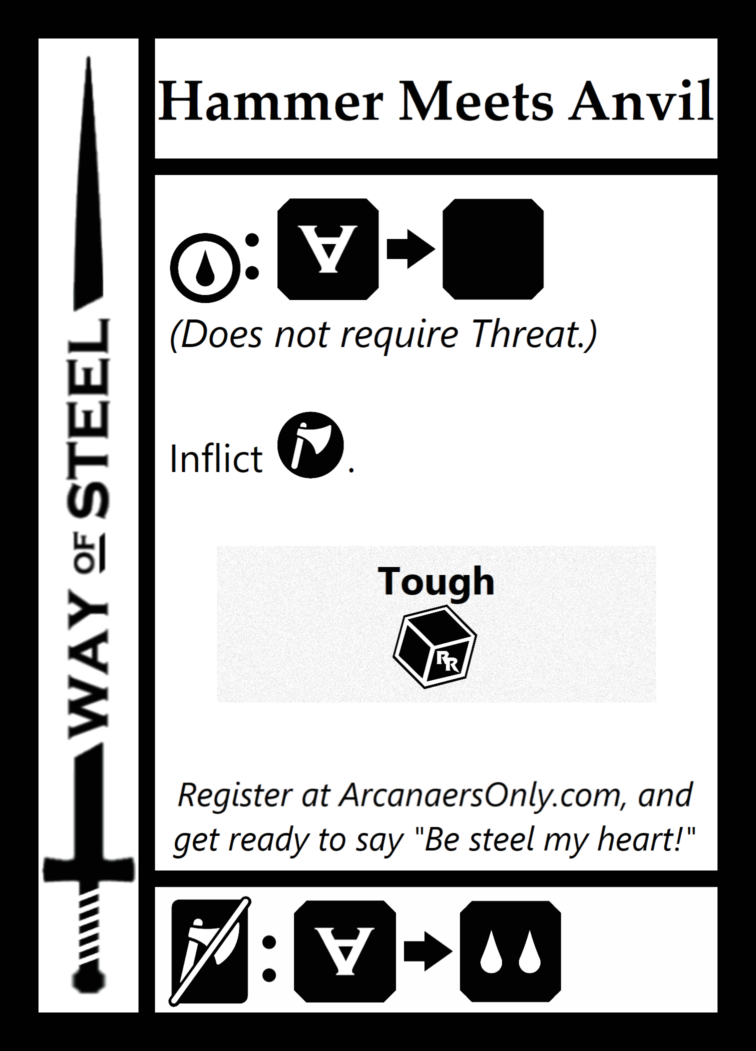 Hammer Meets Anvil
WAY OF STEEL
: ∀
(Does not require Threat.)
Inflict .
Tough
RR
Register at ArcanaersOnly.com, and
get ready to say "Be steel my heart!"
: ∀